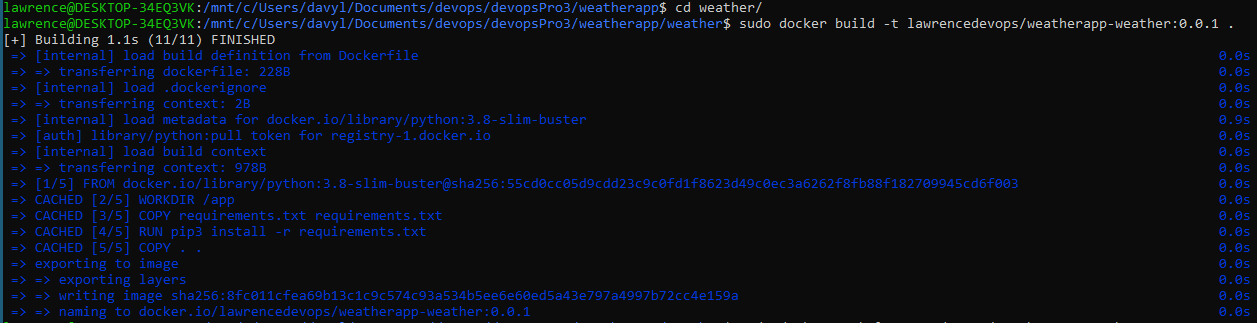 lawrence@DESKTOP-34EQ3VK:/mnt/c/Users/davyl/Documents/devops/devopsPro3/weatherapp$ cd weather/
lawrence@DESKTOP-34EQ3VK:/mnt/c/Users/davyl/Documents/devops/devopsPro3/weatherapp/weather$ sudo docker build -t lawrencedevops/weatherapp-weather:0.0.1 .
[+] Building 1.1s (11/11) FINISHED
=> [internal] load build definition from Dockerfile 0.0s
=> => transferring dockerfile: 228B 0.0s
=> [internal] load .dockerignore 0.0s
=> => transferring context: 2B 0.0s
=> [internal] load metadata for docker.io/library/python:3.8-slim-buster 0.9s
=> [auth] library/python:pull token for registry-1.docker.io 0.0s
=> [internal] load build context 0.0s
=> => transferring context: 978B 0.0s
=> [1/5] FROM docker.io/library/python:3.8-slim-buster@sha256:55cd0cc05d9cdd23c9c0fd1f8623d49c0ec3a6262f8fb88f182709945cd6f003 0.0s
=> CACHED [2/5] WORKDIR /app 0.0s
=> CACHED [3/5] COPY requirements.txt requirements.txt 0.0s
=> CACHED [4/5] RUN pip3 install -r requirements.txt 0.0s
=> CACHED [5/5] COPY . . 0.0s
=> exporting to image 0.0s
=> => exporting layers 0.0s
=> => writing image sha256:8fc011cfea69b13c1c9c574c93a534b5ee6e60ed5a43e797a4997b72cc4e159a 0.0s
=> => naming to docker.io/lawrencedevops/weatherapp-weather:0.0.1 0.0s